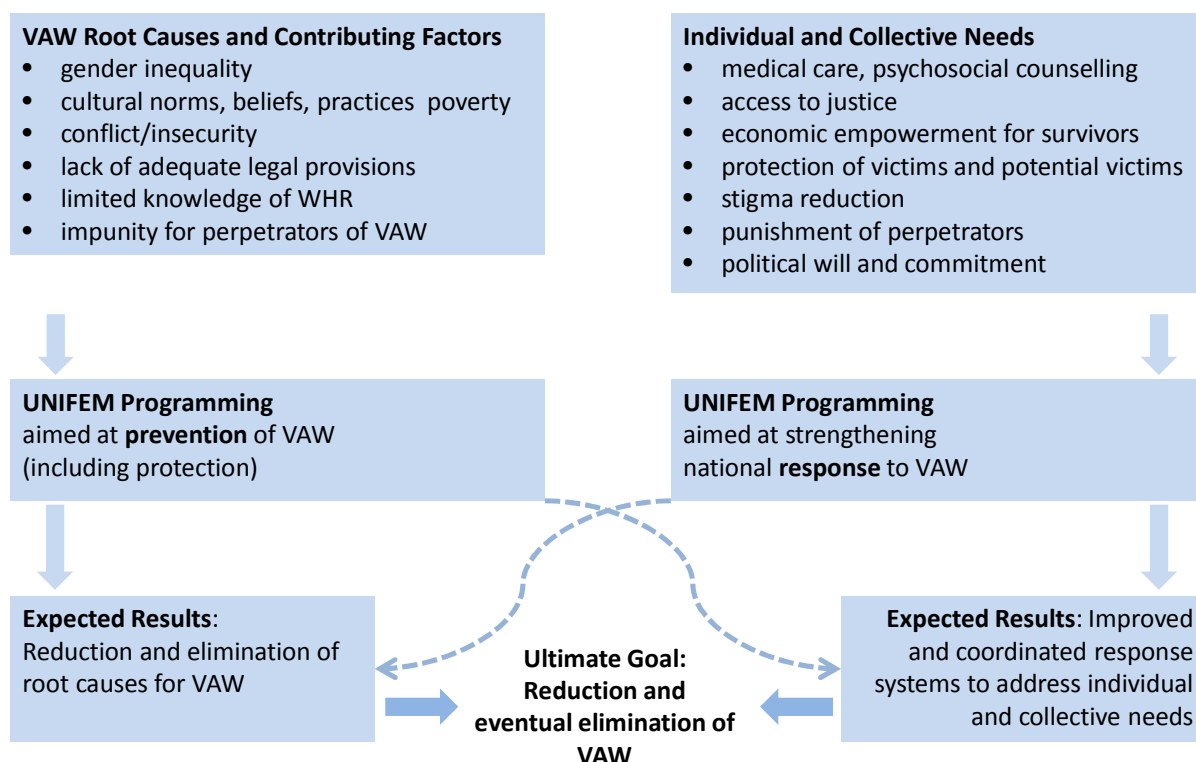 VAW Root Causes and Contributing Factors
• gender inequality
• cultural norms, beliefs, practices  poverty
• conflict/insecurity
• lack of adequate legal provisions
• limited knowledge of WHR
• impunity for perpetrators of VAW
Individual and Collective Needs
• medical care, psychosocial counselling
• access to justice
• economic empowerment for survivors
• protection of victims and potential victims
• stigma reduction
• punishment of perpetrators
• political will and commitment
UNIFEM Programming
aimed at prevention of VAW
(including protection)
UNIFEM Programming
aimed at strengthening
national response to VAW
Expected Results:
Reduction and elimination of
root causes for VAW
Ultimate Goal:
Reduction and
eventual elimination of
VAW
Expected Results: Improved
and coordinated response
systems to address individual
and collective needs